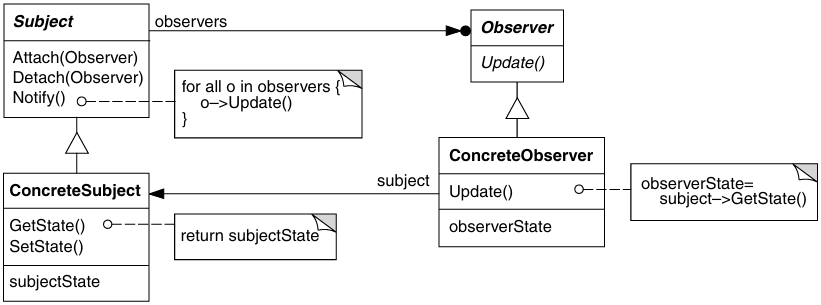 Subject
observers
Observer
Attach(Observer)
Detach(Observer)
Notify()
Update()
for all o in observers {
o–>Update()
}
ConcreteSubject
subject
ConcreteObserver
GetState()
SetState()
subjectState
return subjectState
Update()
observerState
observerState=
subject–>GetState()